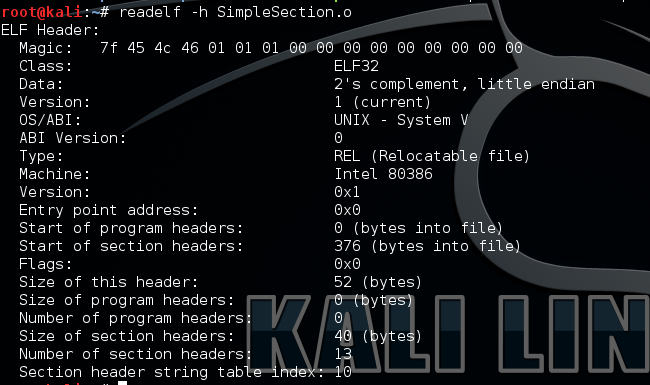 root@kali:~# readelf -h SimpleSection.o
ELF Header:
  Magic:   7f 45 4c 46 01 01 01 00 00 00 00 00 00 00 00 00
  Class:                             ELF32
  Data:                              2's complement, little endian
  Version:                           1 (current)
  OS/ABI:                            UNIX - System V
  ABI Version:                       0
  Type:                              REL (Relocatable file)
  Machine:                           Intel 80386
  Version:                           0x1
  Entry point address:               0x0
  Start of program headers:          0 (bytes into file)
  Start of section headers:          376 (bytes into file)
  Flags:                             0x0
  Size of this header:               52 (bytes)
  Size of program headers:           0 (bytes)
  Number of program headers:         0
  Size of section headers:           40 (bytes)
  Number of section headers:         13
  Section header string table index: 10
KALI LIN